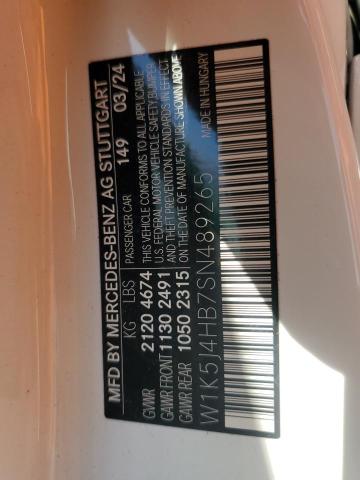 MFD BY MERCEDES-BENZ AG STUTTGART
149 03/24
KG LBS PASSENGER CAR
GVWR 2120 4674 THIS VEHICLE CONFORMS TO ALL APPLICABLE
GAWR FRONT 1130 2491 FEDERAL MOTOR VEHICLE SAFETY, BUMPER
GAWR REAR 1050 2315 AND THEFT PREVENTION STANDARDS IN EFFECT
ON THE DATE OF MANUFACTURE SHOWN ABOVE
W1K5J4HB7SN489265 MADE IN HUNGARY